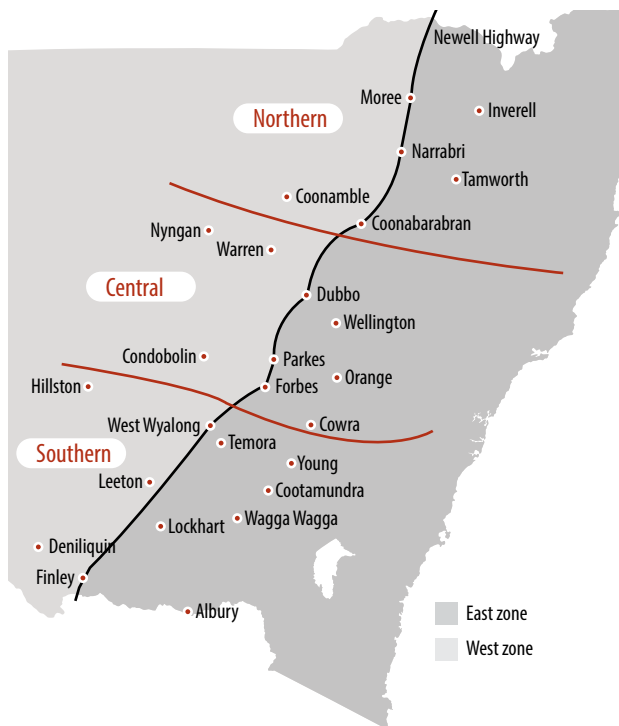 Newell Highway
Moree
Inverell
Northern
Narrabri
Tamworth
Coonamble
Coonabarabran
Nyngan
Warren
Central
Dubbo
Wellington
Condobolin
Parkes
Orange
Hillston
Forbes
West Wyalong
Cowra
Temora
Southern
Young
Leeton
Cootamundra
Wagga Wagga
Lockhart
Deniliquin
Finley
Albury
East zone
West zone